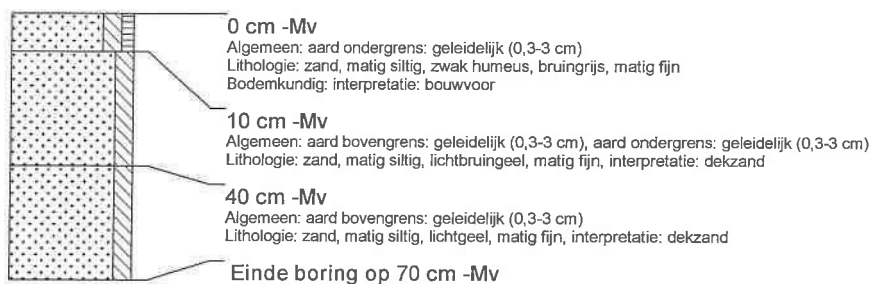 0 cm -Mv
Algemeen: aard ondergrens: geleidelijk (0,3-3 cm)
Lithologie: zand, matig siltig, zwak humeus, bruingrijs, matig fijn
Bodemkundig: interpretatie: bouwvoor
10 cm -Mv
Algemeen: aard bovengrens: geleidelijk (0,3-3 cm), aard ondergrens: geleidelijk (0,3-3 cm)
Lithologie: zand, matig siltig, lichtbruingeel, matig fijn, interpretatie: dekzand
40 cm -Mv
Algemeen: aard bovengrens: geleidelijk (0,3-3 cm)
Lithologie: zand, matig siltig, lichtgeel, matig fijn, interpretatie: dekzand
Einde boring op 70 cm -Mv